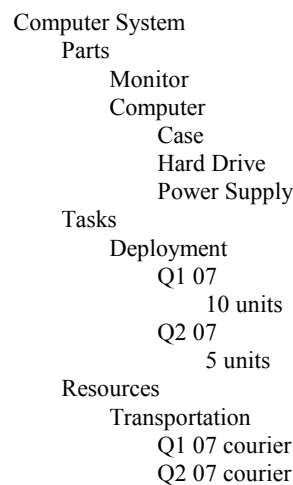 Computer System
Parts
Monitor
Computer
Case
Hard Drive
Power Supply
Tasks
Deployment
Q1 07
10 units
Q2 07
5 units
Resources
Transportation
Q1 07 courier
Q2 07 courier